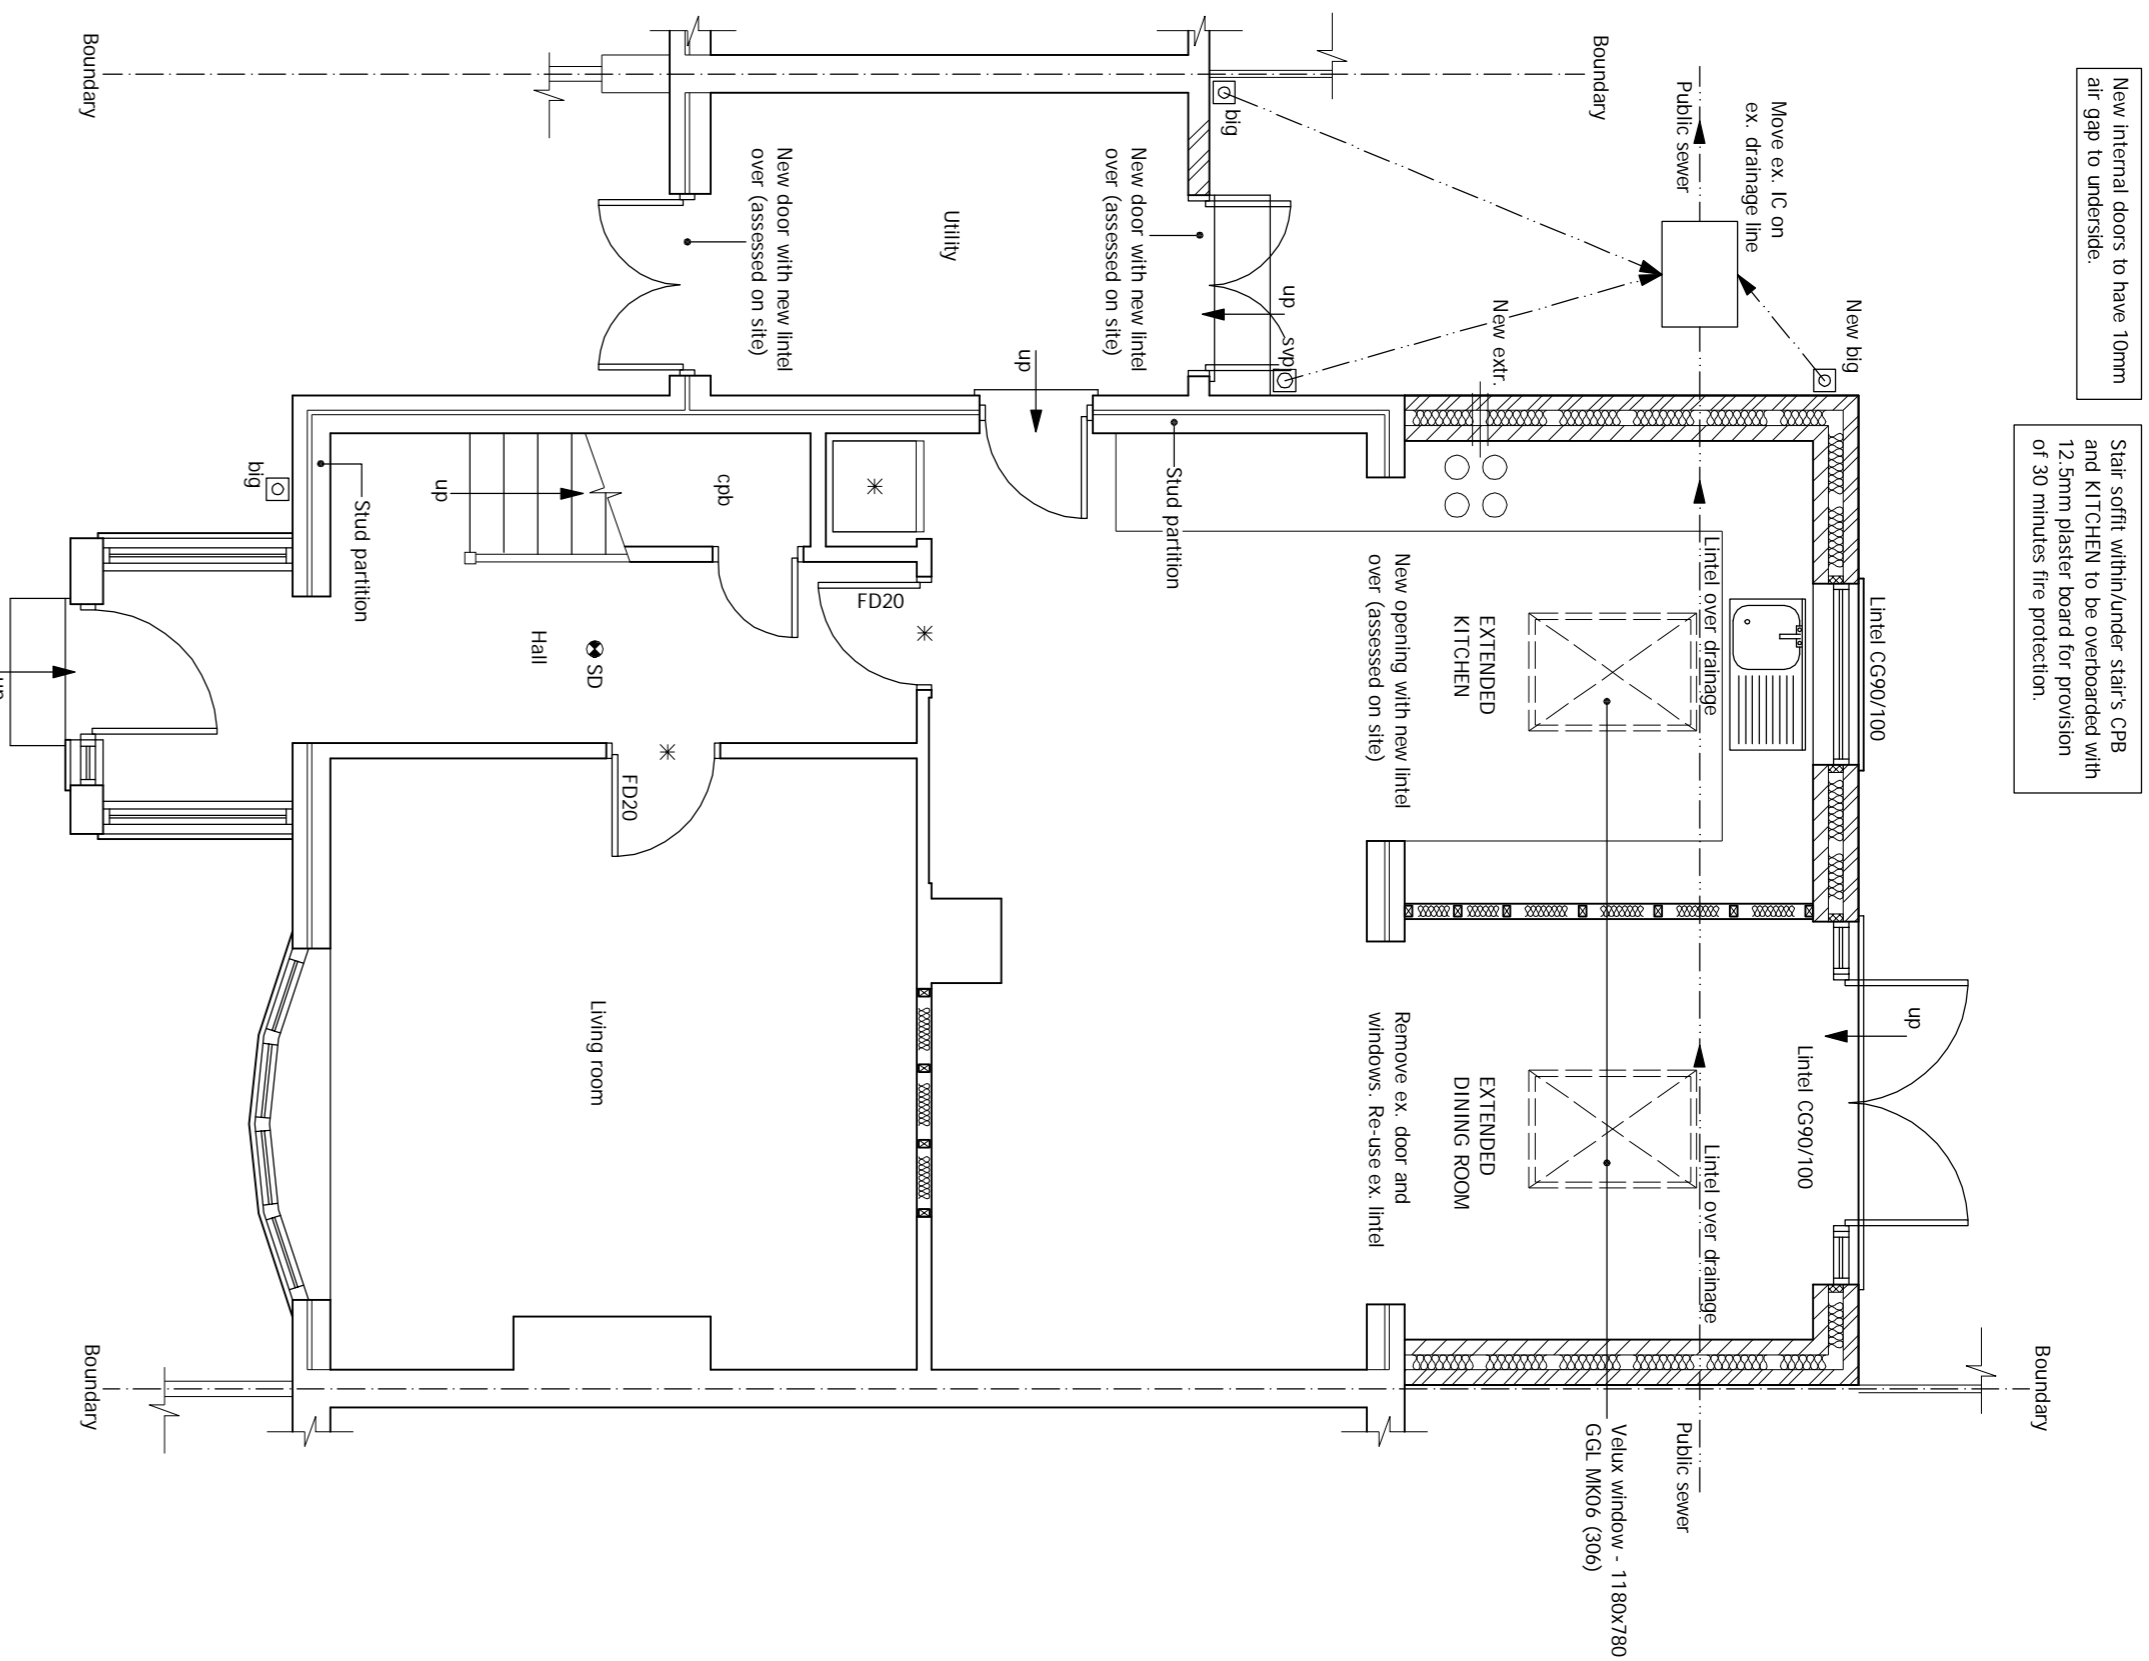 New internal doors to have 10mm
air gap to underside.
Stair soffit within/under stair's CPB
and KITCHEN to be overboarded with
12.5mm plaster board for provision
of 30 minutes fire protection.
Boundary
Boundary
Public sewer
Move ex. IC on
ex. drainage line
New big
big
svp
up
New extr.
Lintel CG90/100
Lintel over drainage
EXTENDED
KITCHEN
New opening with new lintel
over (assessed on site)
up
Lintel CG90/100
Lintel over drainage
EXTENDED
DINING ROOM
Remove ex. door and
windows. Re-use ex. lintel
Boundary
Public sewer
Velux window - 1180x780
GGL MK06 (306)
New door with new lintel
over (assessed on site)
Utility
New door with new lintel
over (assessed on site)
up
Stud partition
cpb
up
FD20
Stud partition
big
Hall
SD
FD20
Living room
up
Boundary